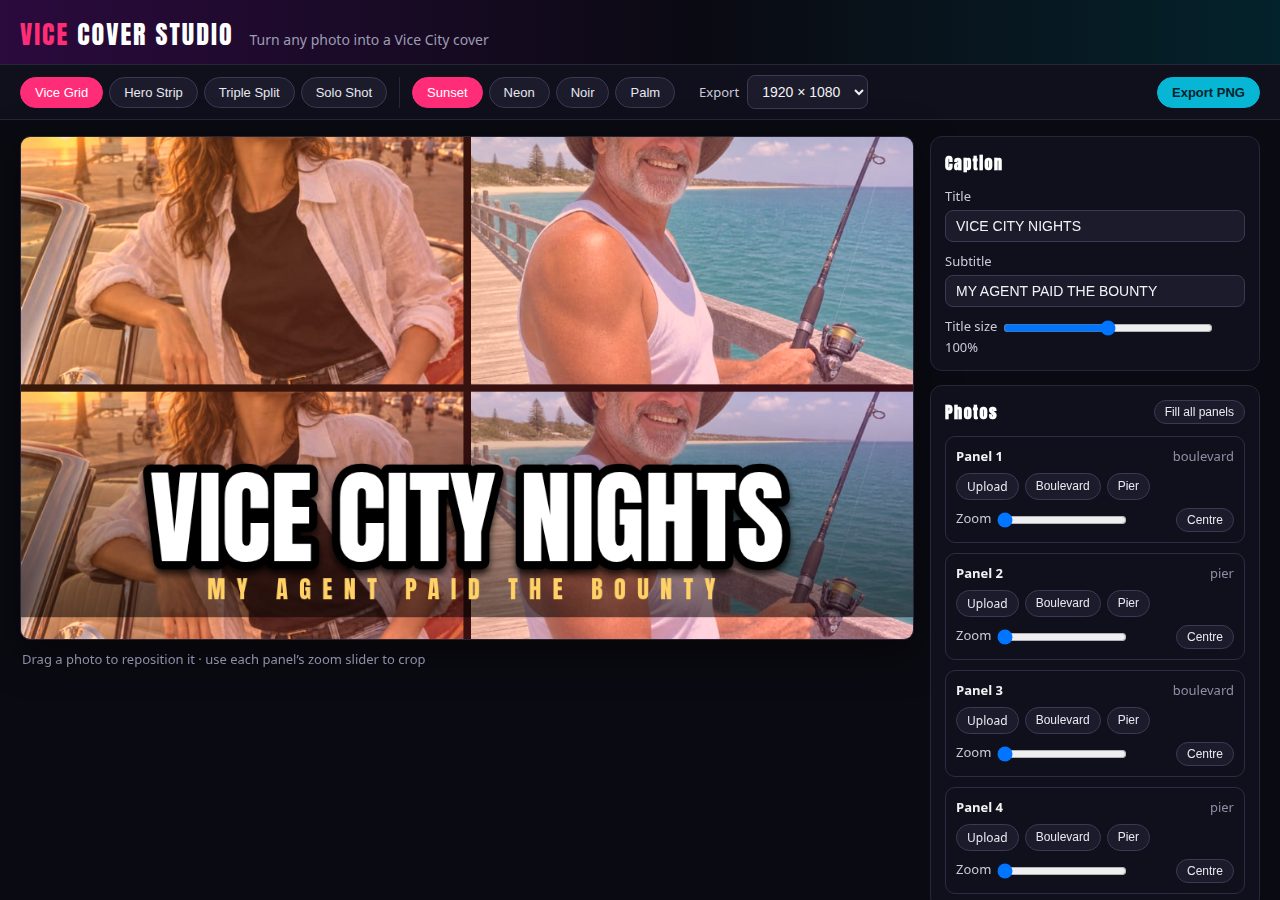 VICE COVER STUDIO Turn any photo into a Vice City cover
Vice Grid Hero Strip Triple Split Solo Shot Sunset Neon Noir Palm Export 1920 × 1080 Export PNG
VICE CITY NIGHTS
MY AGENT PAID THE BOUNTY
Drag a photo to reposition it · use each panel’s zoom slider to crop
Caption
Title
VICE CITY NIGHTS
Subtitle
MY AGENT PAID THE BOUNTY
Title size
100%
Photos Fill all panels
Panel 1 boulevard
Upload Boulevard Pier
Zoom Centre
Panel 2 pier
Upload Boulevard Pier
Zoom Centre
Panel 3 boulevard
Upload Boulevard Pier
Zoom Centre
Panel 4 pier
Upload Boulevard Pier
Zoom Centre